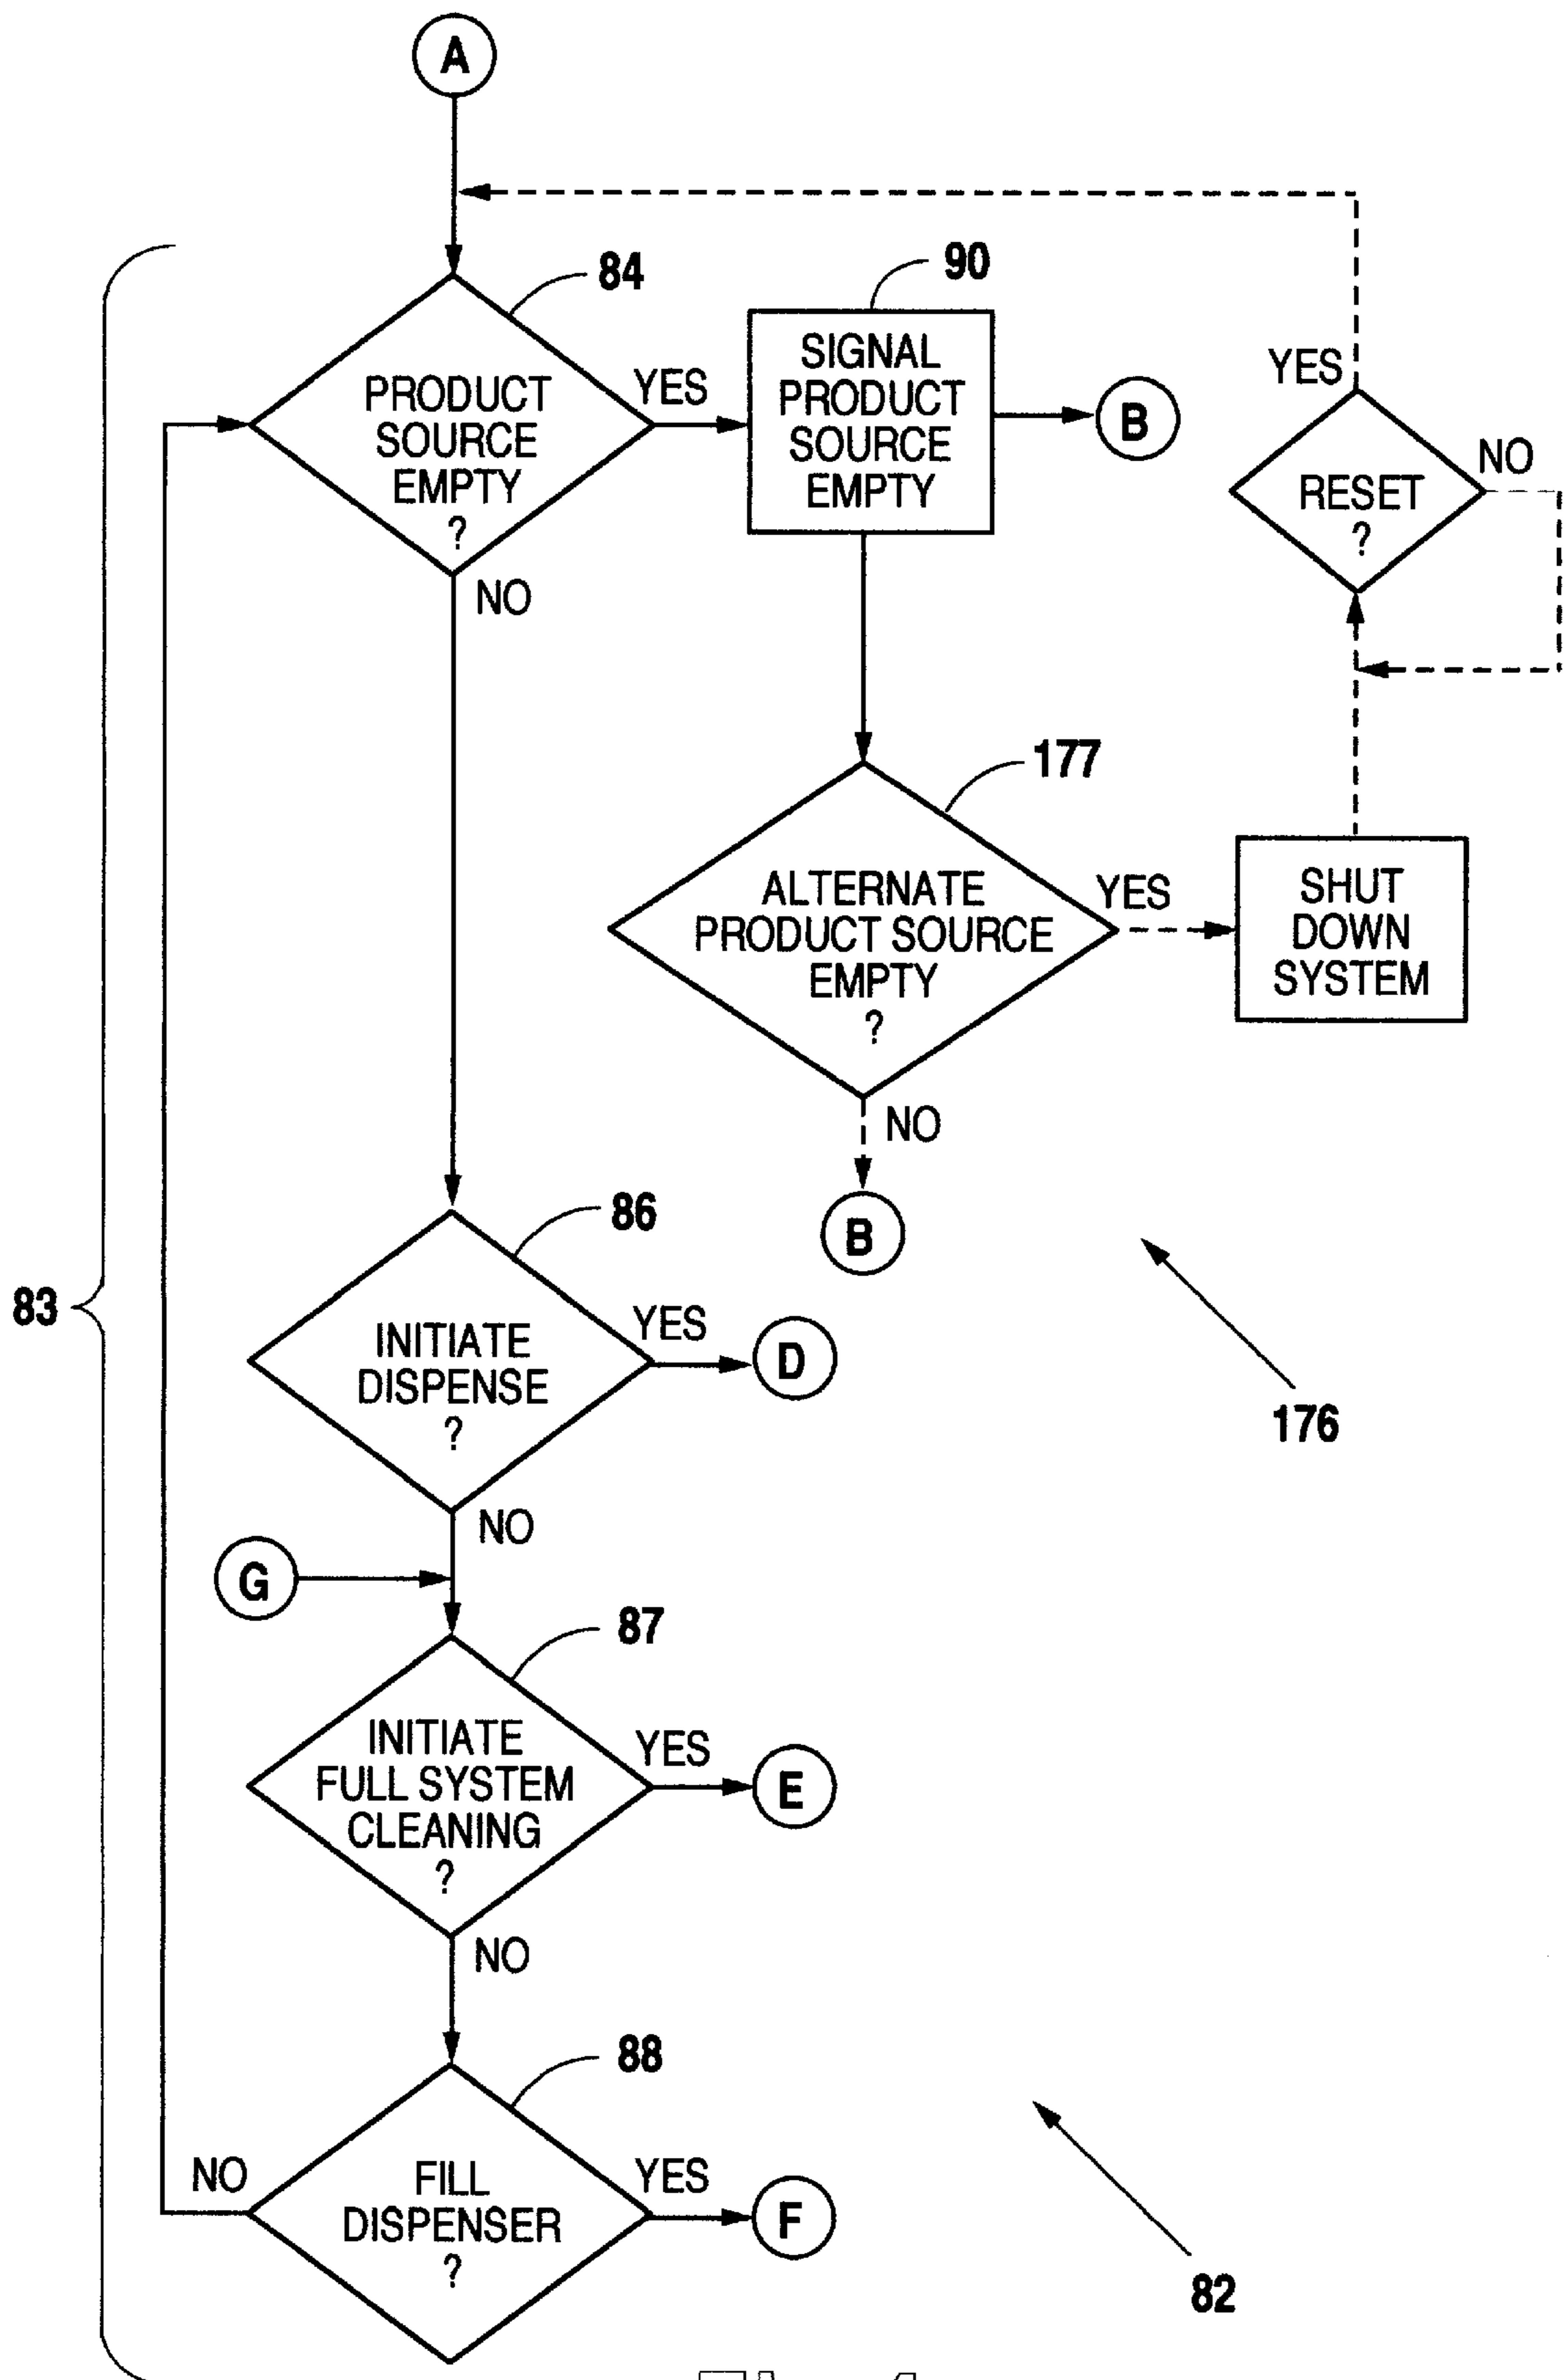 A
84
PRODUCT
SOURCE
EMPTY
?
YES
NO
90
SIGNAL
PRODUCT
SOURCE
EMPTY
B
YES
RESET
?
NO
177
ALTERNATE
PRODUCT SOURCE
EMPTY
?
YES
NO
SHUT
DOWN
SYSTEM
B
176
83
86
INITIATE
DISPENSE
?
YES
D
NO
G
87
INITIATE
FULL SYSTEM
CLEANING
?
YES
E
NO
88
FILL
DISPENSER
?
NO
YES
F
82